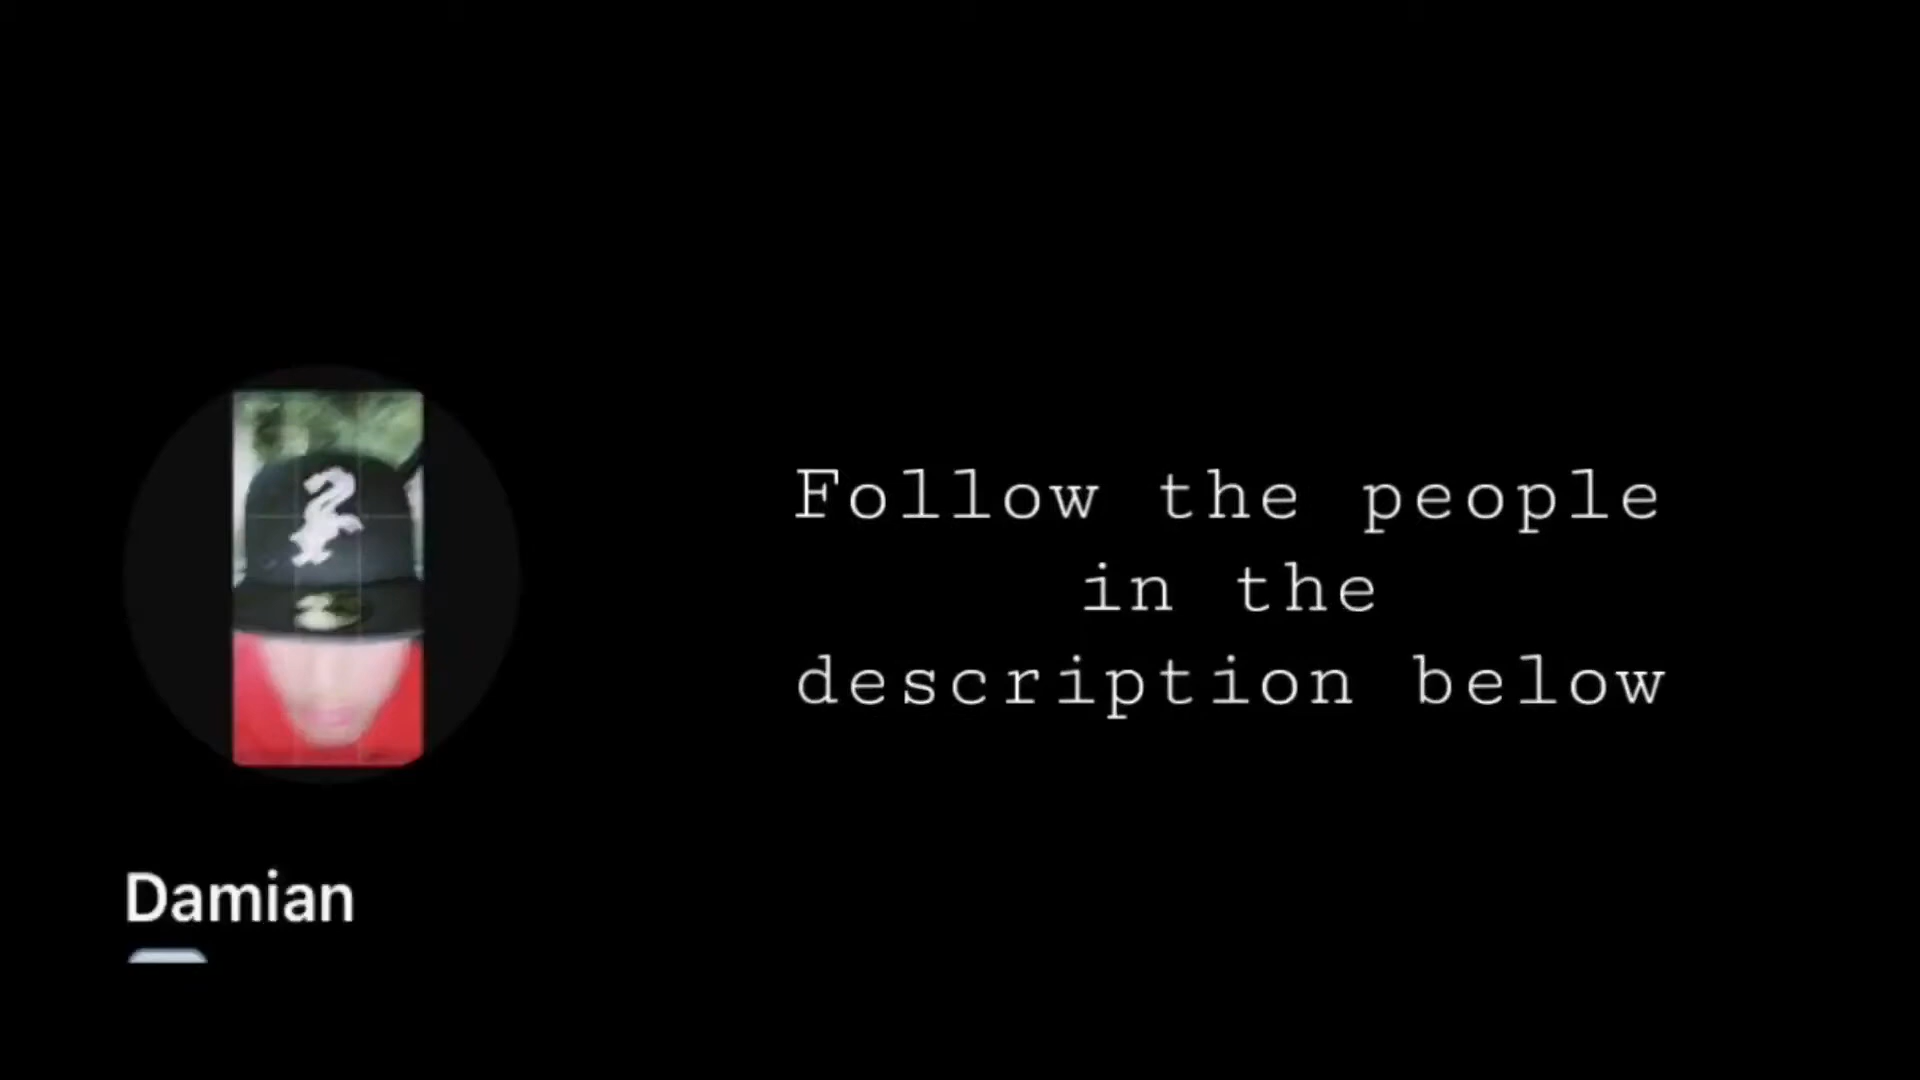 Follow the people
in the
description below
Damian